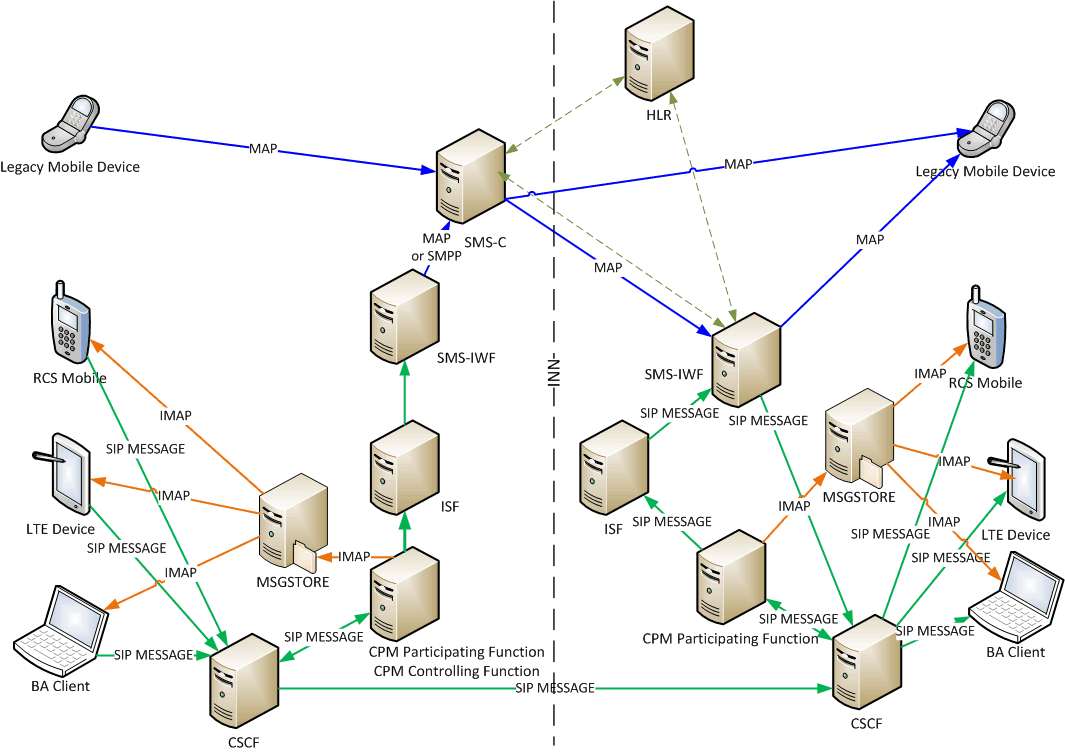 HLR
Legacy Mobile Device
MAP
SMS-C
MAP
Legacy Mobile Device
MAP
or SMPP
MAP
MAP
SMS-IWF
RCS Mobile
NNI
SMS-IWF
RCS Mobile
IMAP
IMAP
SIP MESSAGE
SIP MESSAGE
SIP MESSAGE
IMAP
LTE Device
IMAP
ISF
ISF
MSGSTORE
IMAP
LTE Device
SIP MESSAGE
IMAP
SIP MESSAGE
IMAP
SIP MESSAGE
SIP MESSAGE
IMAP
MSGSTORE
IMAP
BA Client
SIP MESSAGE
SIP MESSAGE
CPM Participating Function
CPM Controlling Function
SIP MESSAGE
CPM Participating Function
SIP MESSAGE
BA Client
SIP MESSAGE
CSCF
CSCF